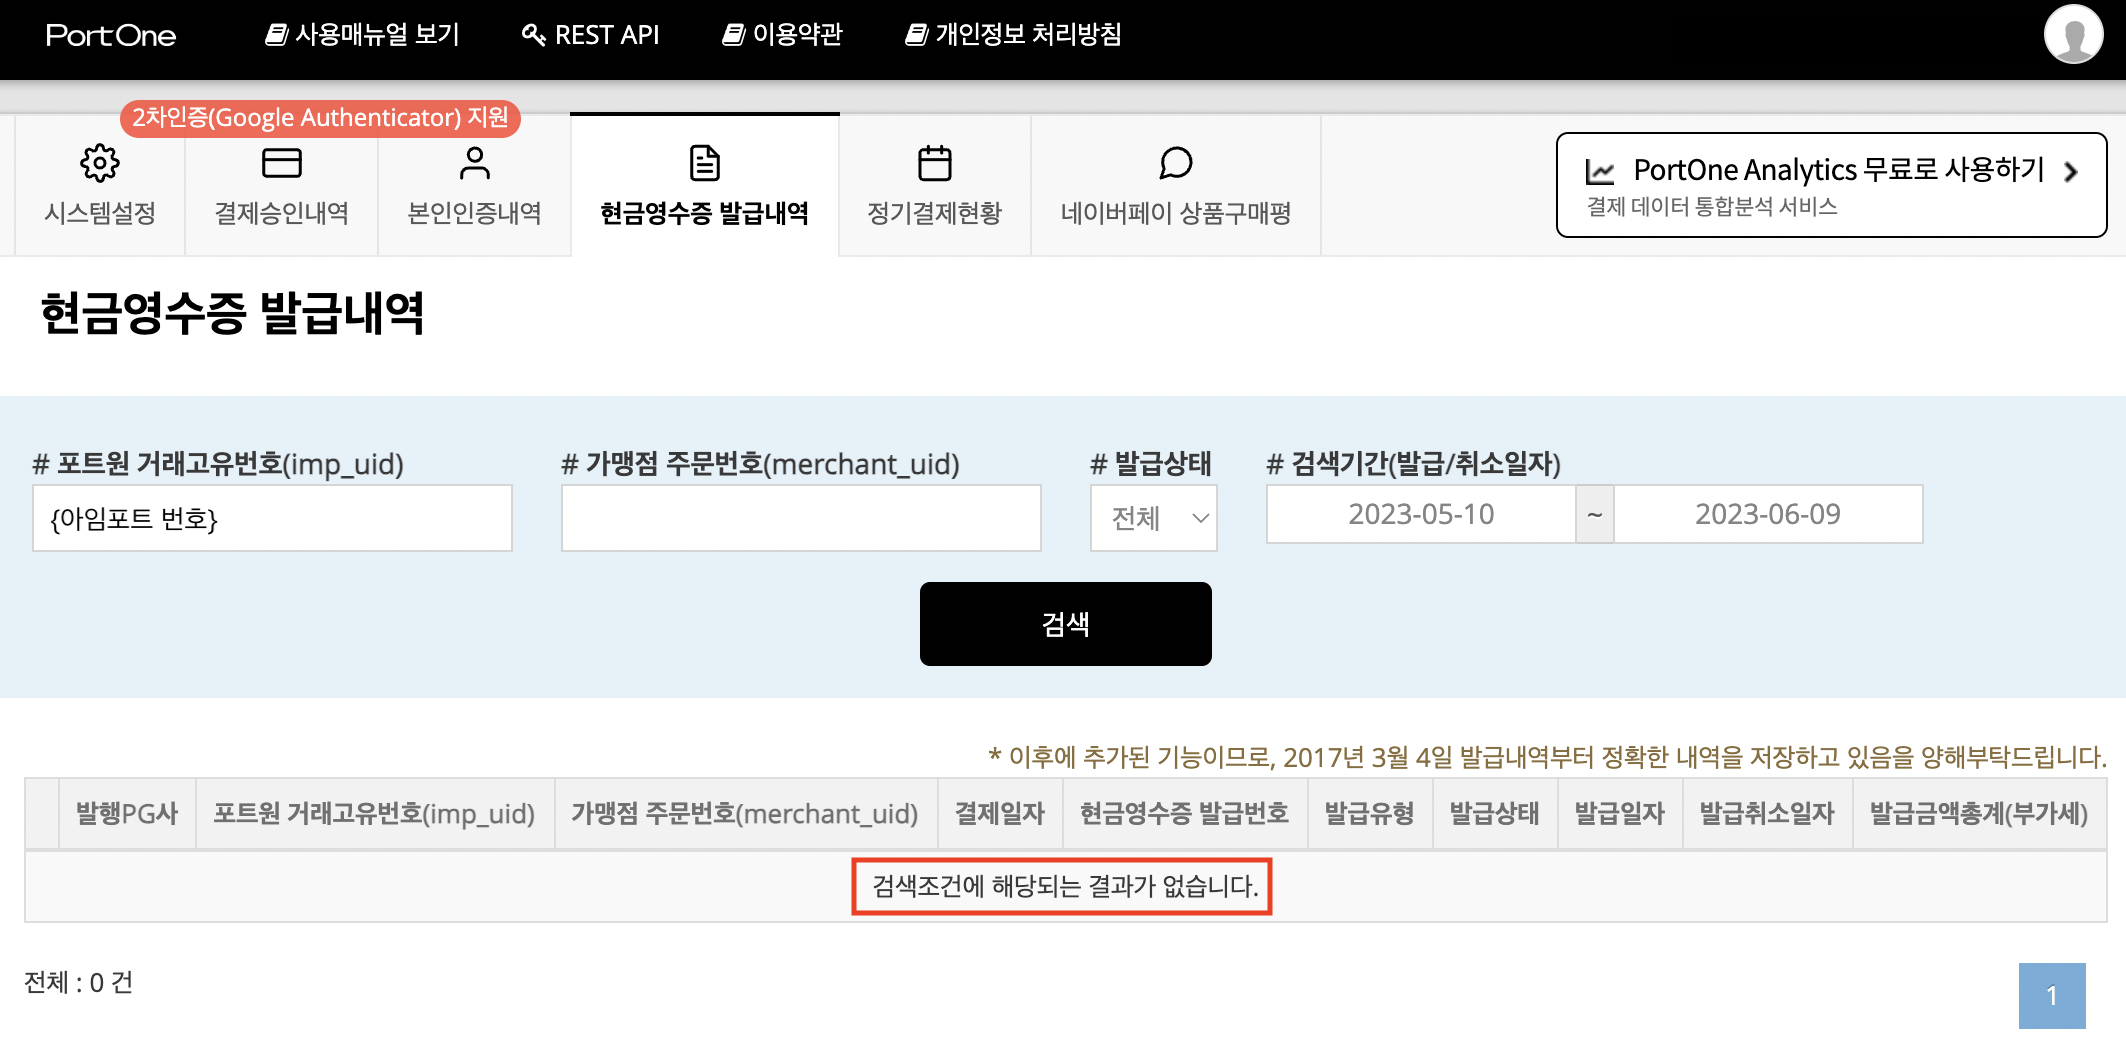 PortOne 사용매뉴얼 보기 REST API 이용약관 개인정보 처리방침
2차인증(Google Authenticator) 지원
시스템설정 결제승인내역 본인인증내역 현금영수증 발급내역 정기결제현황 네이버페이 상품구매평
PortOne Analytics 무료로 사용하기
결제 데이터 통합분석 서비스
현금영수증 발급내역
# 포트원 거래고유번호(imp_uid) # 가맹점 주문번호(merchant_uid) # 발급상태 # 검색기간(발급/취소일자)
{아임포트 번호} 전체 2023-05-10 ~ 2023-06-09
검색
* 이후에 추가된 기능이므로, 2017년 3월 4일 발급내역부터 정확한 내역을 저장하고 있음을 양해부탁드립니다.
발행PG사 포트원 거래고유번호(imp_uid) 가맹점 주문번호(merchant_uid) 결제일자 현금영수증 발급번호 발급유형 발급상태 발급일자 발급취소일자 발급금액총계(부가세)
검색조건에 해당되는 결과가 없습니다.
전체 : 0 건
1